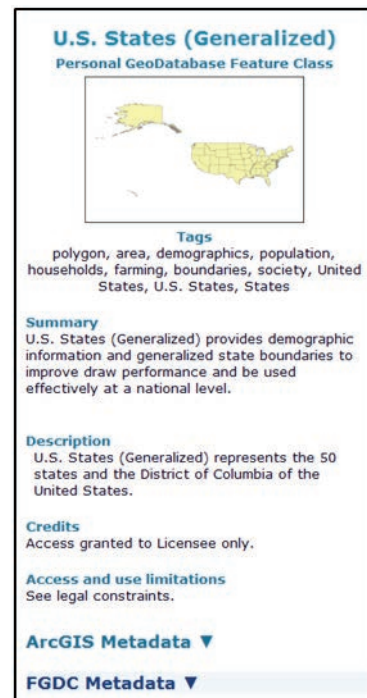 U.S. States (Generalized)
Personal GeoDatabase Feature Class
Tags
polygon, area, demographics, population,
households, farming, boundaries, society, United
States, U.S. States, States
Summary
U.S. States (Generalized) provides demographic
information and generalized state boundaries to
improve draw performance and be used
effectively at a national level.
Description
U.S. States (Generalized) represents the 50
states and the District of Columbia of the
United States.
Credits
Access granted to Licensee only.
Access and use limitations
See legal constraints.
ArcGIS Metadata ▼
FGDC Metadata ▼